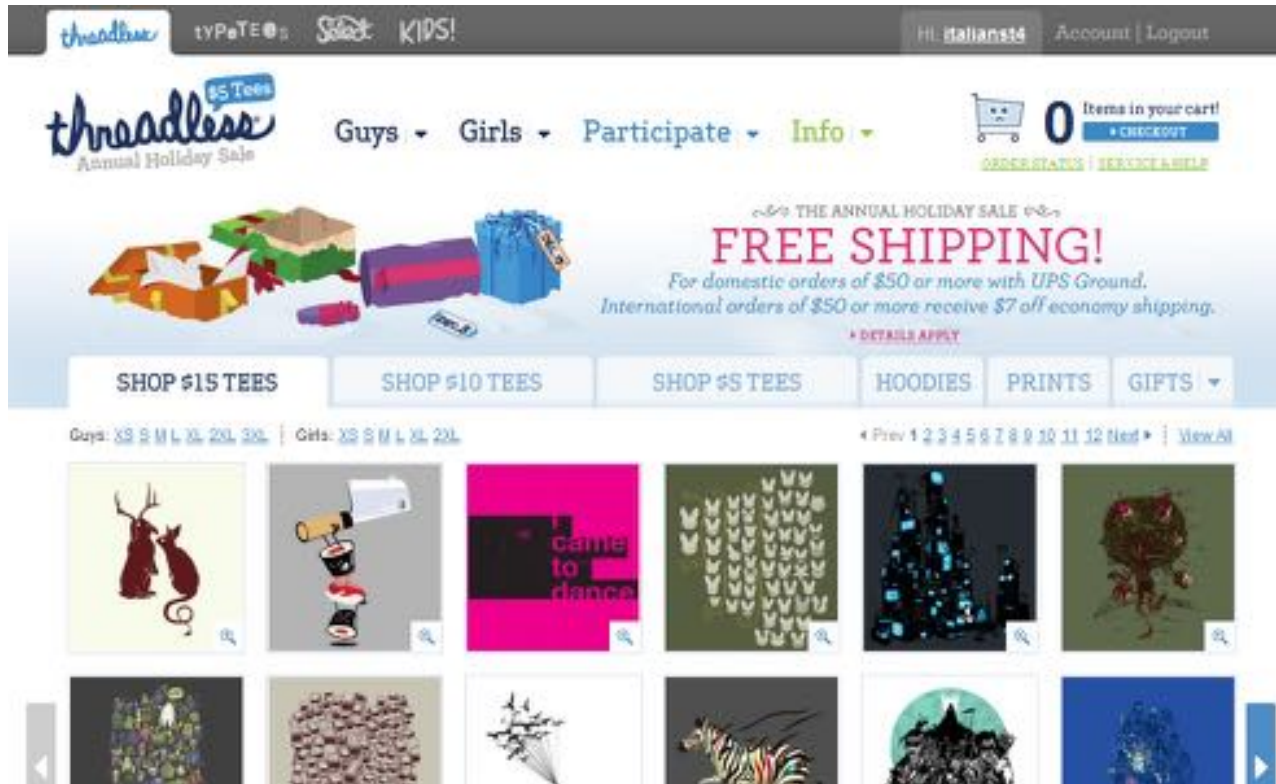 threadless
tYPeTEes
Select
KIDS!
Hi, italianst4
Account | Logout
$5 Tees
threadless
Annual Holiday Sale
Guys
Girls
Participate
Info
0
Items in your cart!
CHECKOUT
ORDER STATUS | SERVICE & HELP
THE ANNUAL HOLIDAY SALE
FREE SHIPPING!
For domestic orders of $50 or more with UPS Ground.
International orders of $50 or more receive $7 off economy shipping.
DETAILS APPLY
SHOP $15 TEES
SHOP $10 TEES
SHOP $5 TEES
HOODIES
PRINTS
GIFTS
Guys: XS S M L XL 2XL 3XL | Girls: XS S M L XL 2XL
Prev 1 2 3 4 5 6 7 8 9 10 11 12 Next | View All
I
came
to
dance